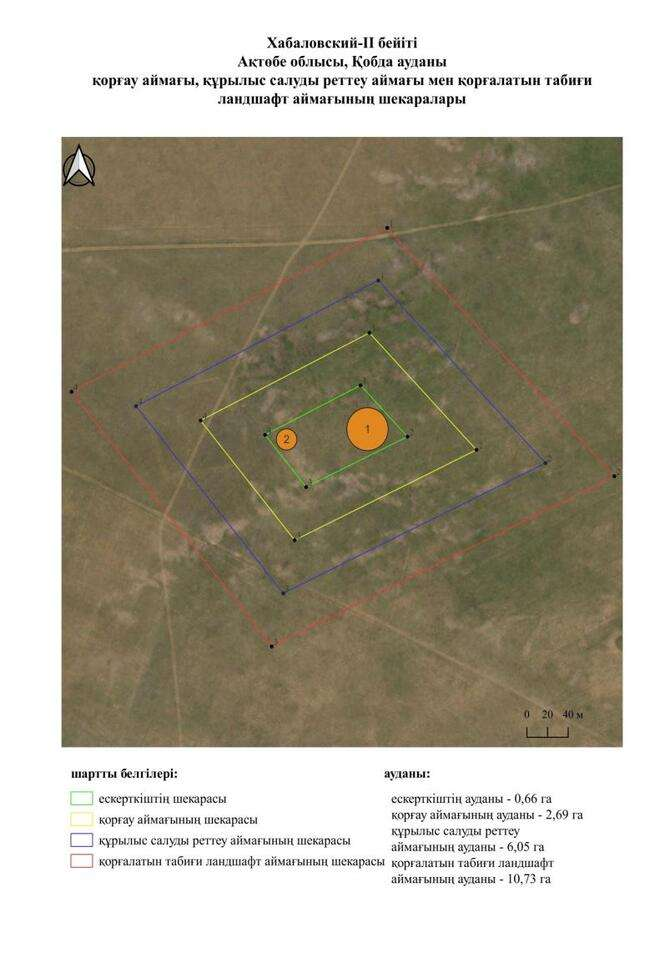 Хабаловский-II бейіті
Ақтөбе облысы, Қобда ауданы
қорғау аймағы, құрылыс салуды реттеу аймағы мен қорғалатын табиғи
ландшафт аймағының шекаралары
1
2
0 20 40 м
шартты белгілері:
ескерткіштің шекарасы
қорғау аймағының шекарасы
құрылыс салуды реттеу аймағының шекарасы
қорғалатын табиғи ландшафт аймағының шекарасы
ауданы:
ескерткіштің ауданы - 0,66 га
қорғау аймағының ауданы - 2,69 га
құрылыс салуды реттеу
аймағының ауданы - 6,05 га
қорғалатын табиғи ландшафт
аймағының ауданы - 10,73 га